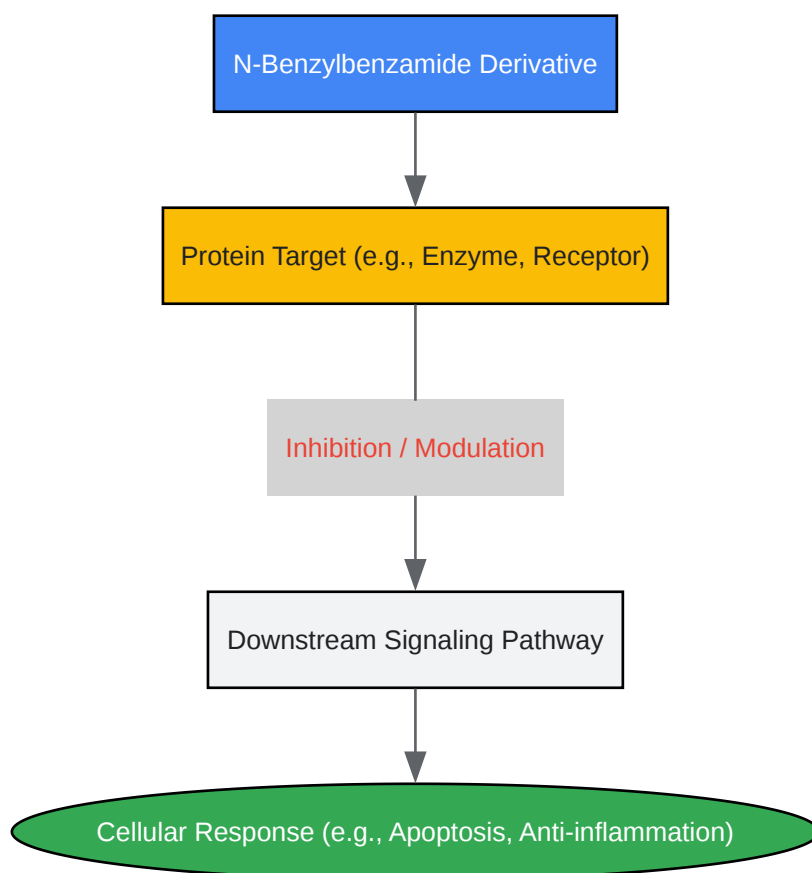 N-Benzylbenzamide Derivative
Protein Target (e.g., Enzyme, Receptor)
Inhibition / Modulation
Downstream Signaling Pathway
Cellular Response (e.g., Apoptosis, Anti-inflammation)